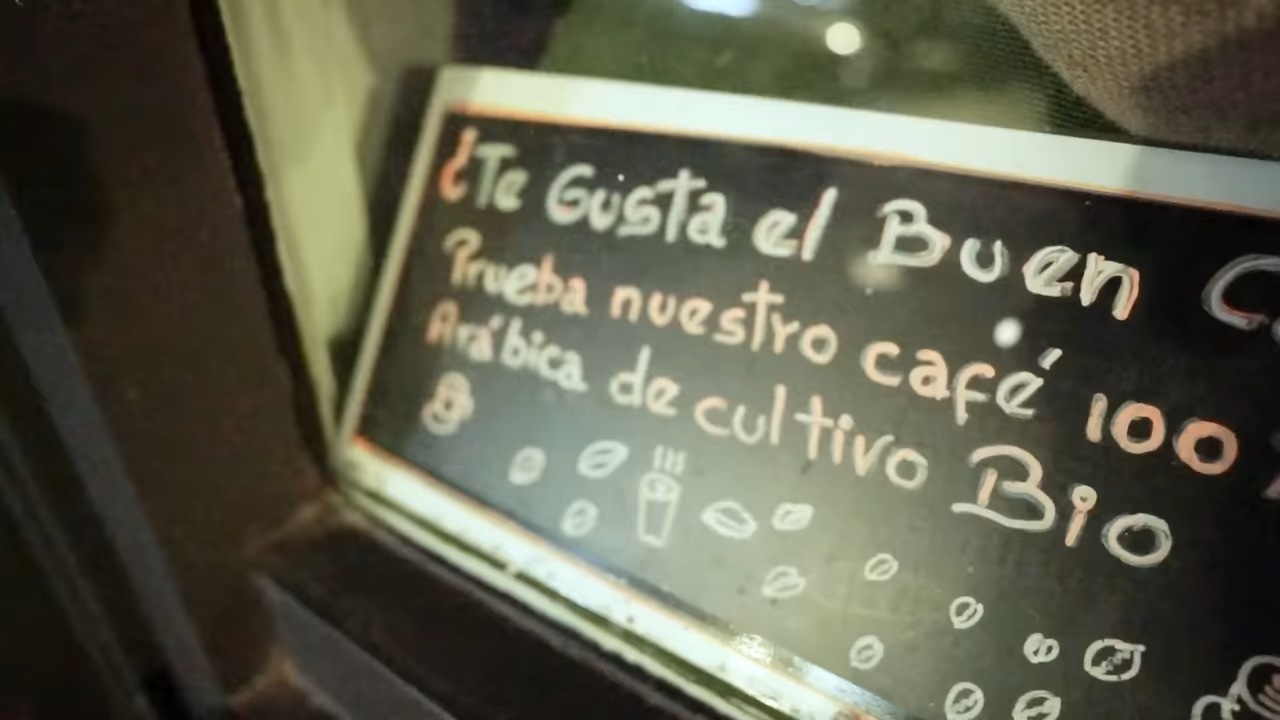 ¿Te Gusta el Buen
Prueba nuestro café 100
Arábica de cultivo Bio